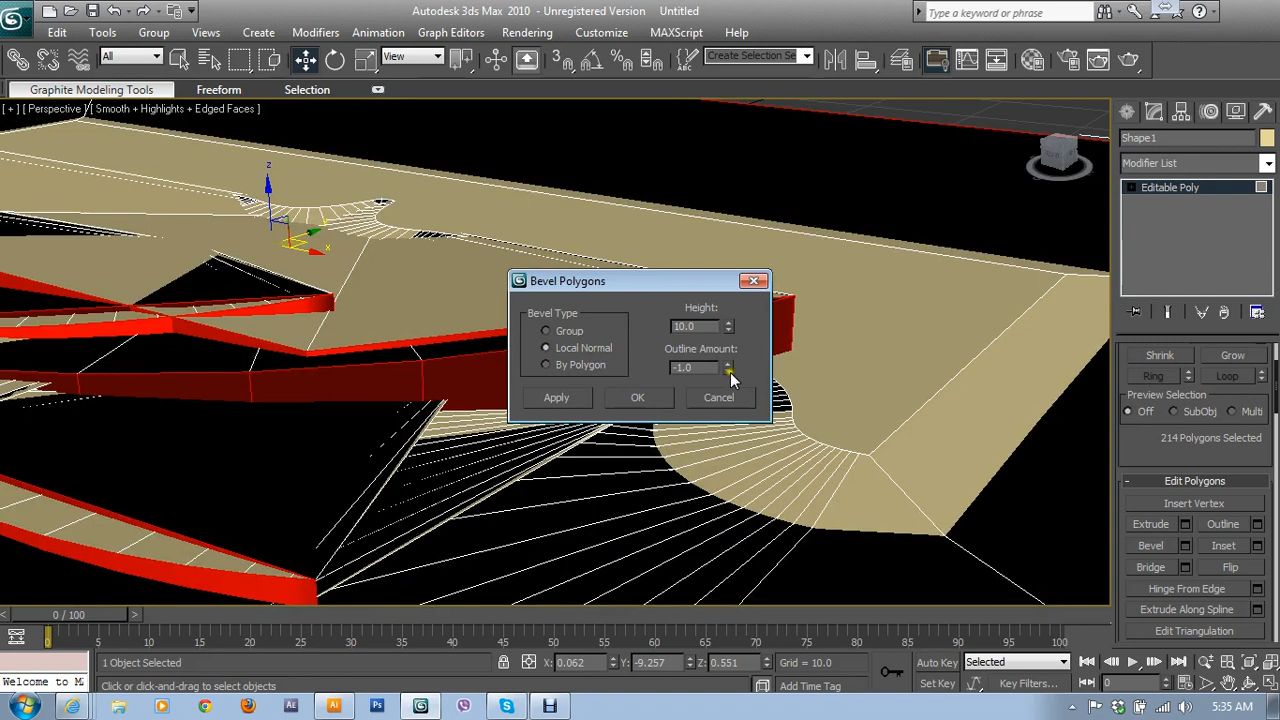 Autodesk 3ds Max 2010 - Unregistered Version Untitled
Type a keyword or phrase
Edit Tools Group Views Create Modifiers Animation Graph Editors Rendering Customize MAXScript Help
All View Create Selection Se
Graphite Modeling Tools Freeform Selection
[ + ] [ Perspective ] [ Smooth + Highlights + Edged Faces ]
Shape1
Modifier List
Editable Poly
z
x
Bevel Polygons
Bevel Type
Group
Local Normal
By Polygon
Height:
10.0
Outline Amount:
-1.0
Apply OK Cancel
Shrink Grow
Ring Loop
Preview Selection
Off SubObj Multi
214 Polygons Selected
Edit Polygons
Insert Vertex
Extrude Outline
Bevel Inset
Bridge Flip
Hinge From Edge
Extrude Along Spline
Edit Triangulation
0 / 100
0 5 10 15 20 25 30 35 40 45 50 55 60 65 70 75 80 85 90 95 100
1 Object Selected X: 0.062 Y: -9.257 Z: 0.551 Grid = 10.0 Auto Key Selected
Welcome to M Click or click-and-drag to select objects Add Time Tag Set Key Key Filters... 0
5:35 AM